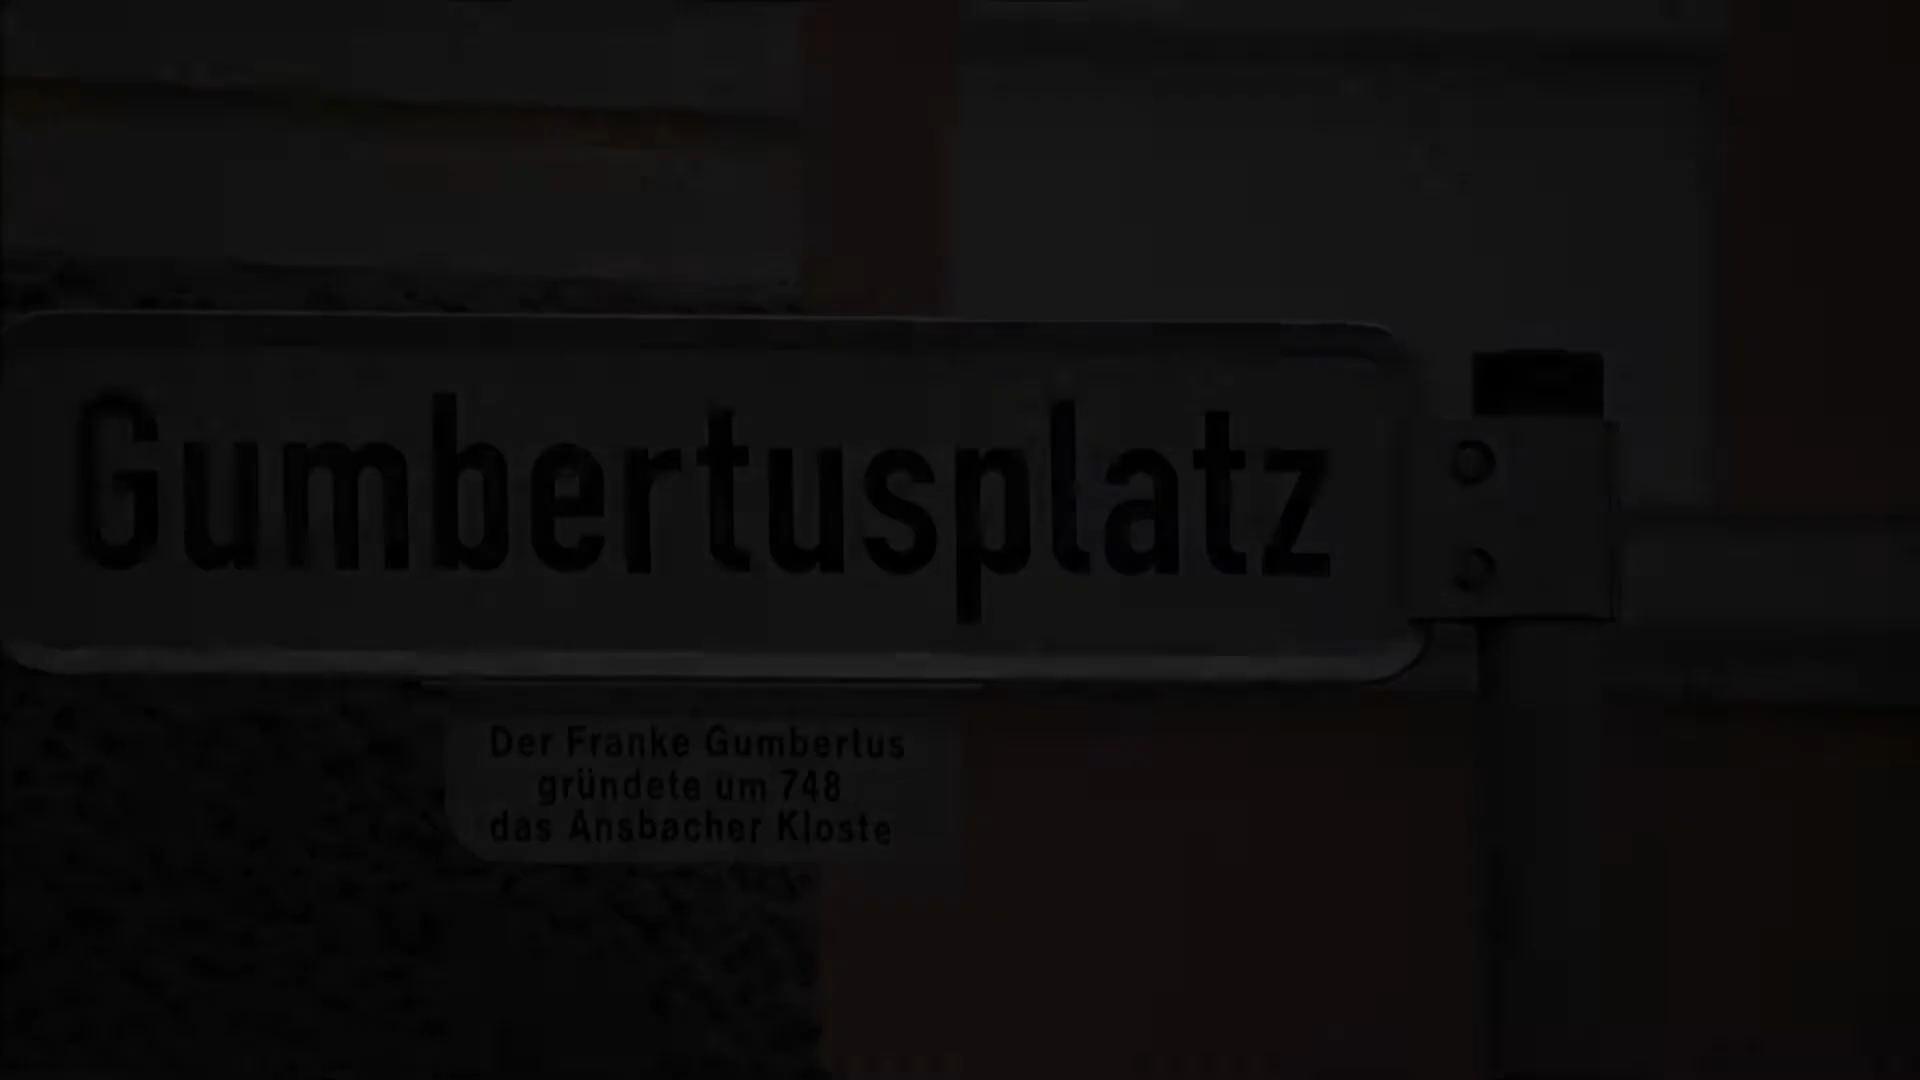 Gumbertusplatz
Der Franke Gumbertus
gründete um 748
das Ansbacher Kloste